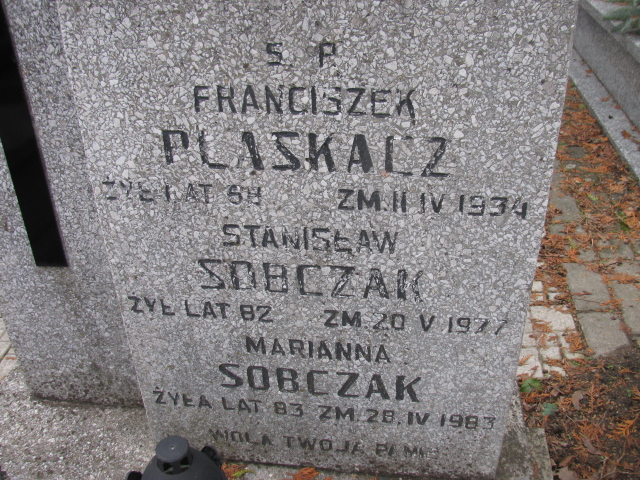 Ś. P.
FRANCISZEK
PLASKACZ
ŻYŁ LAT 68 ZM. 11 IV 1934
STANISŁAW
SOBCZAK
ŻYŁ LAT 82 ZM. 20 V 1977
MARIANNA
SOBCZAK
ŻYŁA LAT 83 ZM. 28. IV 1983
WOLA TWOJA PANIE